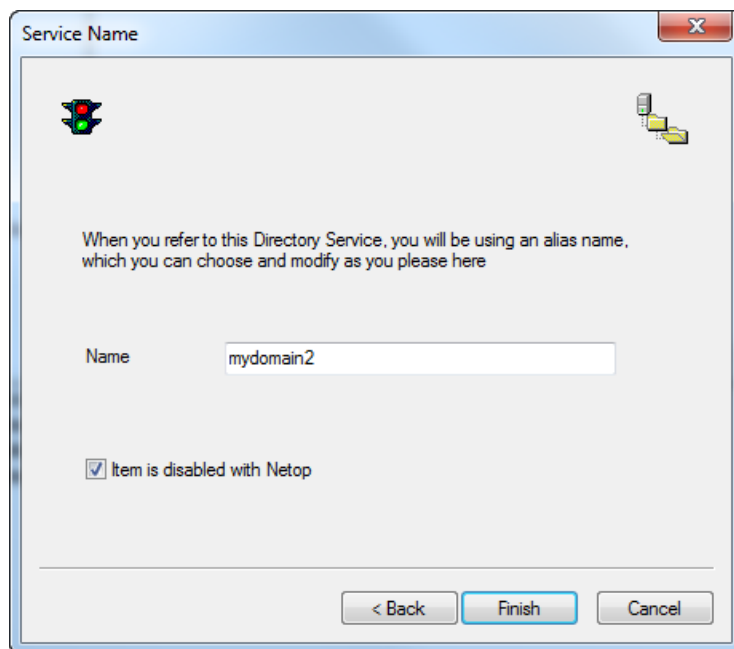 Service Name
When you refer to this Directory Service, you will be using an alias name,
which you can choose and modify as you please here
Name mydomain2
Item is disabled with Netop
< Back Finish Cancel